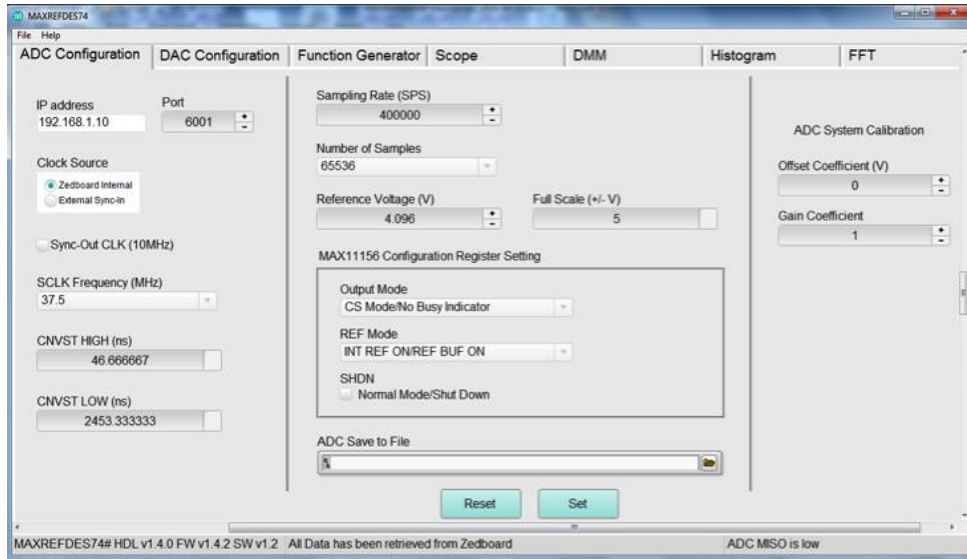 MAXREFDES74
File Help
ADC Configuration DAC Configuration Function Generator Scope DMM Histogram FFT
IP address
192.168.1.10
Port
6001
Clock Source
Zedboard Internal
External Sync-In
Sync-Out CLK (10MHz)
SCLK Frequency (MHz)
37.5
CNVST HIGH (ns)
46.666667
CNVST LOW (ns)
2453.333333
Sampling Rate (SPS)
400000
Number of Samples
65536
Reference Voltage (V)
4.096
Full Scale (+/- V)
5
MAX11156 Configuration Register Setting
Output Mode
CS Mode/No Busy Indicator
REF Mode
INT REF ON/REF BUF ON
SHDN
Normal Mode/Shut Down
ADC Save to File
Reset Set
ADC System Calibration
Offset Coefficient (V)
0
Gain Coefficient
1
MAXREFDES74# HDL v1.4.0 FW v1.4.2 SW v1.2 All Data has been retrieved from Zedboard ADC MISO is low